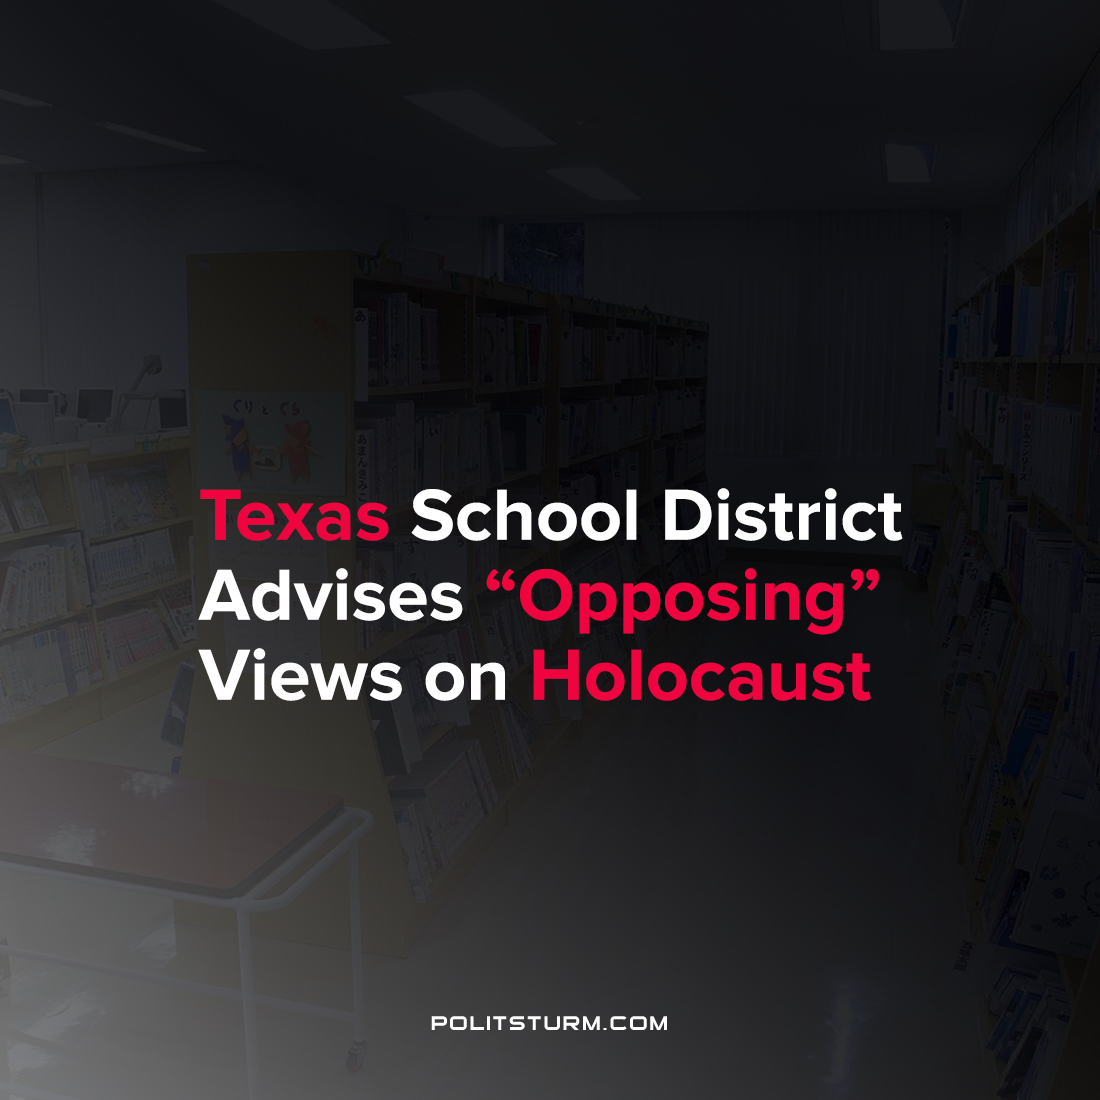 Texas School District
Advises “Opposing”
Views on Holocaust
POLITSTURM.COM